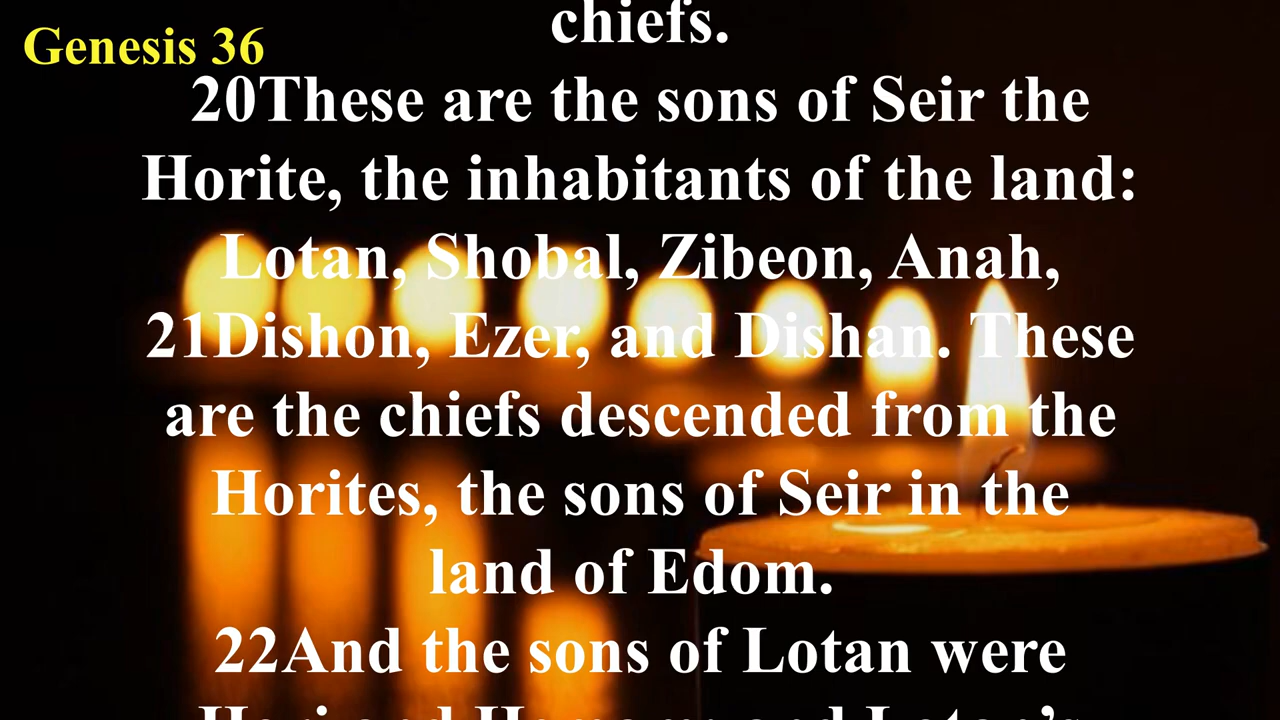 chiefs.
Genesis 36
20These are the sons of Seir the
Horite, the inhabitants of the land:
Lotan, Shobal, Zibeon, Anah,
21Dishon, Ezer, and Dishan. These
are the chiefs descended from the
Horites, the sons of Seir in the
land of Edom.
22And the sons of Lotan were